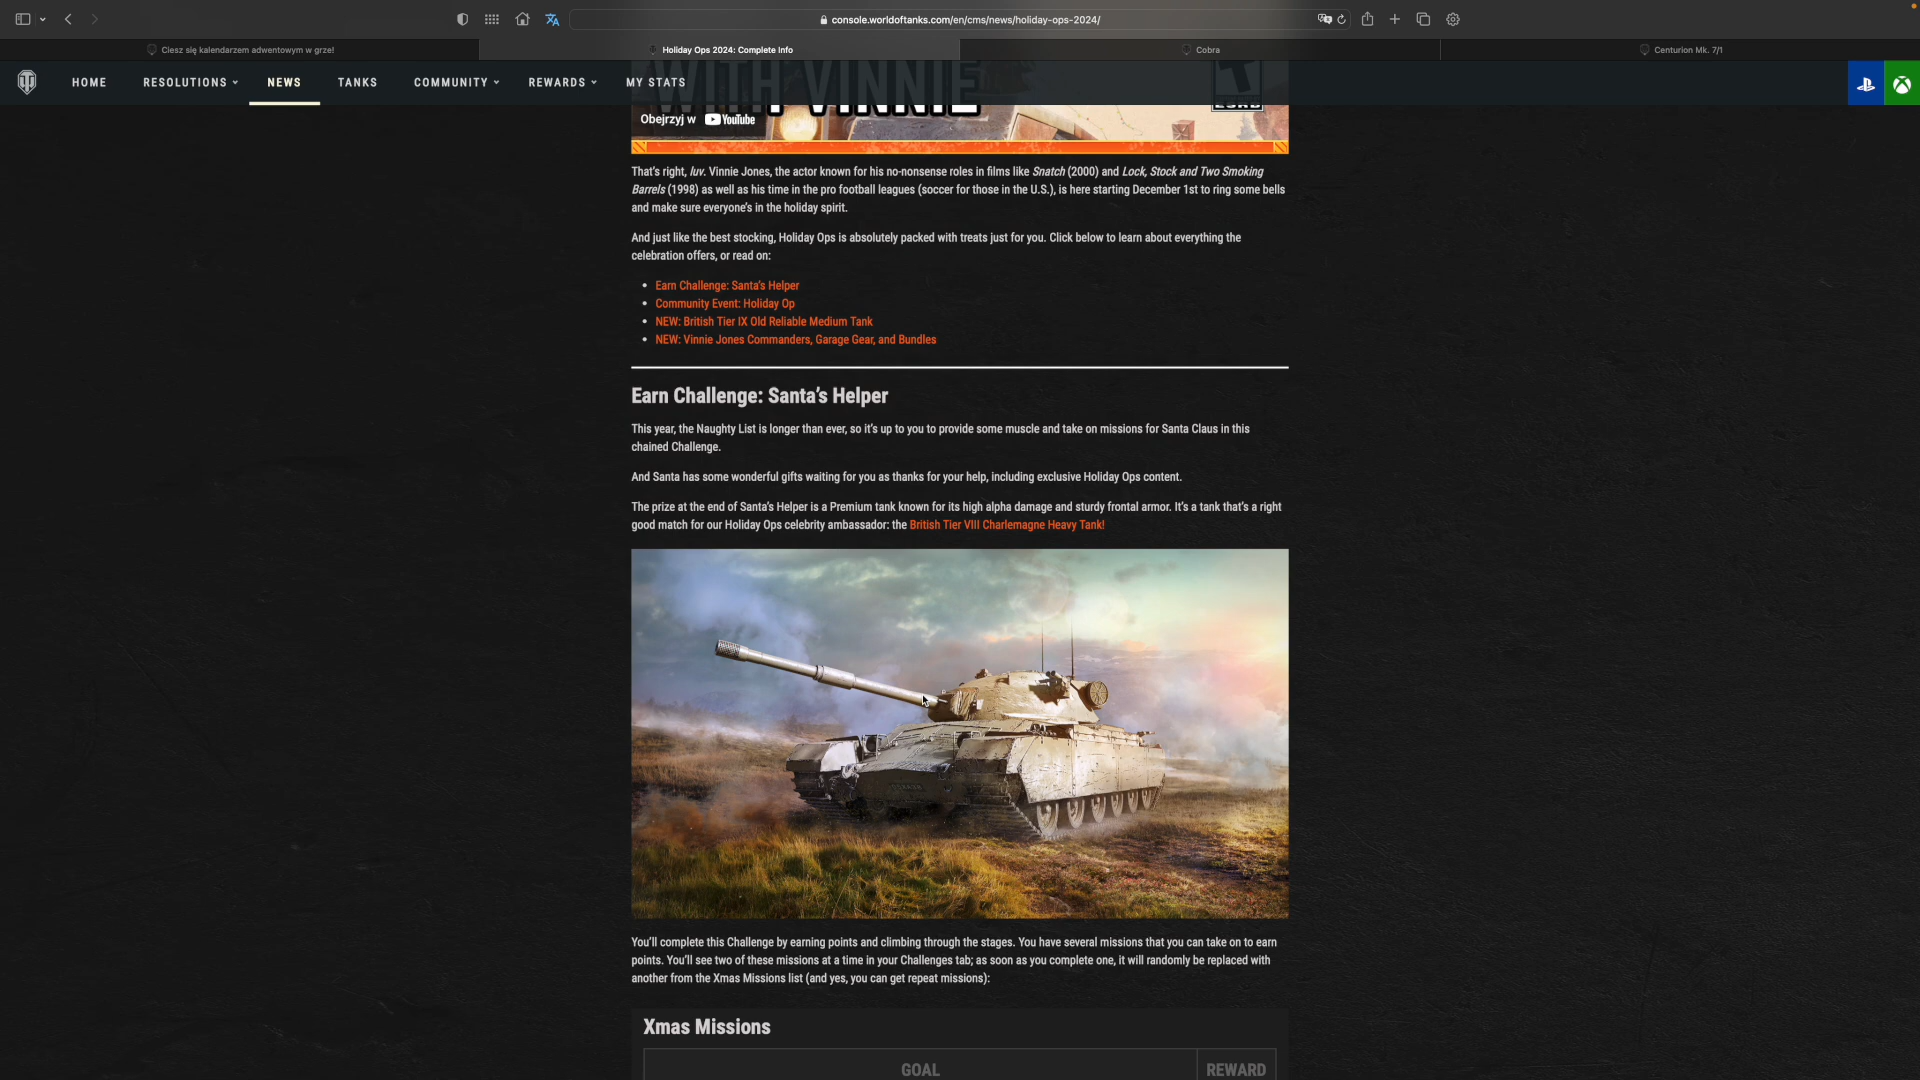 console.worldoftanks.com/en/cms/news/holiday-ops-2024/
Ciesz się kalendarzem adwentowym w grze!
Holiday Ops 2024: Complete Info
Cobra
Centurion Mk. 7/1
HOME
RESOLUTIONS
NEWS
TANKS
COMMUNITY
REWARDS
MY STATS
WITH VINNIE
Obejrzyj w YouTube
That's right, luv. Vinnie Jones, the actor known for his no-nonsense roles in films like Snatch (2000) and Lock, Stock and Two Smoking
Barrels (1998) as well as his time in the pro football leagues (soccer for those in the U.S.), is here starting December 1st to ring some bells
and make sure everyone's in the holiday spirit.
And just like the best stocking, Holiday Ops is absolutely packed with treats just for you. Click below to learn about everything the
celebration offers, or read on:
• Earn Challenge: Santa's Helper
• Community Event: Holiday Op
• NEW: British Tier IX Old Reliable Medium Tank
• NEW: Vinnie Jones Commanders, Garage Gear, and Bundles
Earn Challenge: Santa's Helper
This year, the Naughty List is longer than ever, so it's up to you to provide some muscle and take on missions for Santa Claus in this
chained Challenge.
And Santa has some wonderful gifts waiting for you as thanks for your help, including exclusive Holiday Ops content.
The prize at the end of Santa's Helper is a Premium tank known for its high alpha damage and sturdy frontal armor. It's a tank that's a right
good match for our Holiday Ops celebrity ambassador: the British Tier VIII Charlemagne Heavy Tank!
You'll complete this Challenge by earning points and climbing through the stages. You have several missions that you can take on to earn
points. You'll see two of these missions at a time in your Challenges tab; as soon as you complete one, it will randomly be replaced with
another from the Xmas Missions list (and yes, you can get repeat missions):
Xmas Missions
GOAL
REWARD